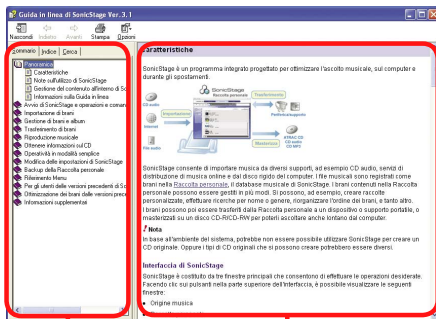 Guida in linea di SonicStage Ver. 3.1
Nascondi Indietro Avanti Stampa Opzioni
Sommario Indice Cerca
Panoramica
Caratteristiche
Note sull'utilizzo di SonicStage
Gestione del contenuto all'interno di So
Informazioni sulla Guida in linea
Avvio di SonicStage e operazioni e coman
Importazione di brani
Gestione di brani e album
Trasferimento di brani
Riproduzione musicale
Ottenere informazioni sul CD
Operatività in modalità semplice
Modifica delle impostazioni di SonicStage
Backup della Raccolta personale
Riferimento Menu
Per gli utenti delle versioni precedenti di So
Ottimizzazione dei brani dalle versioni prece
Informazioni supplementari
Caratteristiche
SonicStage è un programma integrato progettato per ottimizzare l'ascolto musicale, sul computer e
durante gli spostamenti.
SonicStage
Raccolta personale
Trasferimento
CD audio
Importazione
Internet
Periferica/supporto
Masterizza
File audio
ATRAC CD
CD audio
CD MP3
SonicStage consente di importare musica da diversi supporti, ad esempio CD audio, servizi di
distribuzione di musica online e dal disco rigido del computer. I file musicali sono registrati come
brani nella Raccolta personale, il database musicale di SonicStage. I brani contenuti nella Raccolta
personale possono essere gestiti in più modi. Si possono, ad esempio, creare raccolte
personalizzate, effettuare ricerche per nome o genere, riorganizzare l'ordine dei brani, e tanto altro.
I brani possono poi essere trasferiti dalla Raccolta personale a un dispositivo o supporto portatile, o
masterizzati su un disco CD-R/CD-RW per poterli ascoltare anche lontano dal computer.
Nota
In base all'ambiente del sistema, potrebbe non essere possibile utilizzare SonicStage per creare un
CD originale. Oppure i tipi di CD originali che si possono creare potrebbero essere diversi.
Interfaccia di SonicStage
SonicStage è costituito da tre finestre principali che consentono di effettuare le operazioni desiderate.
Facendo clic sui pulsanti nella parte superiore dell'interfaccia, è possibile visualizzare le seguenti
finestre:
Origine musica